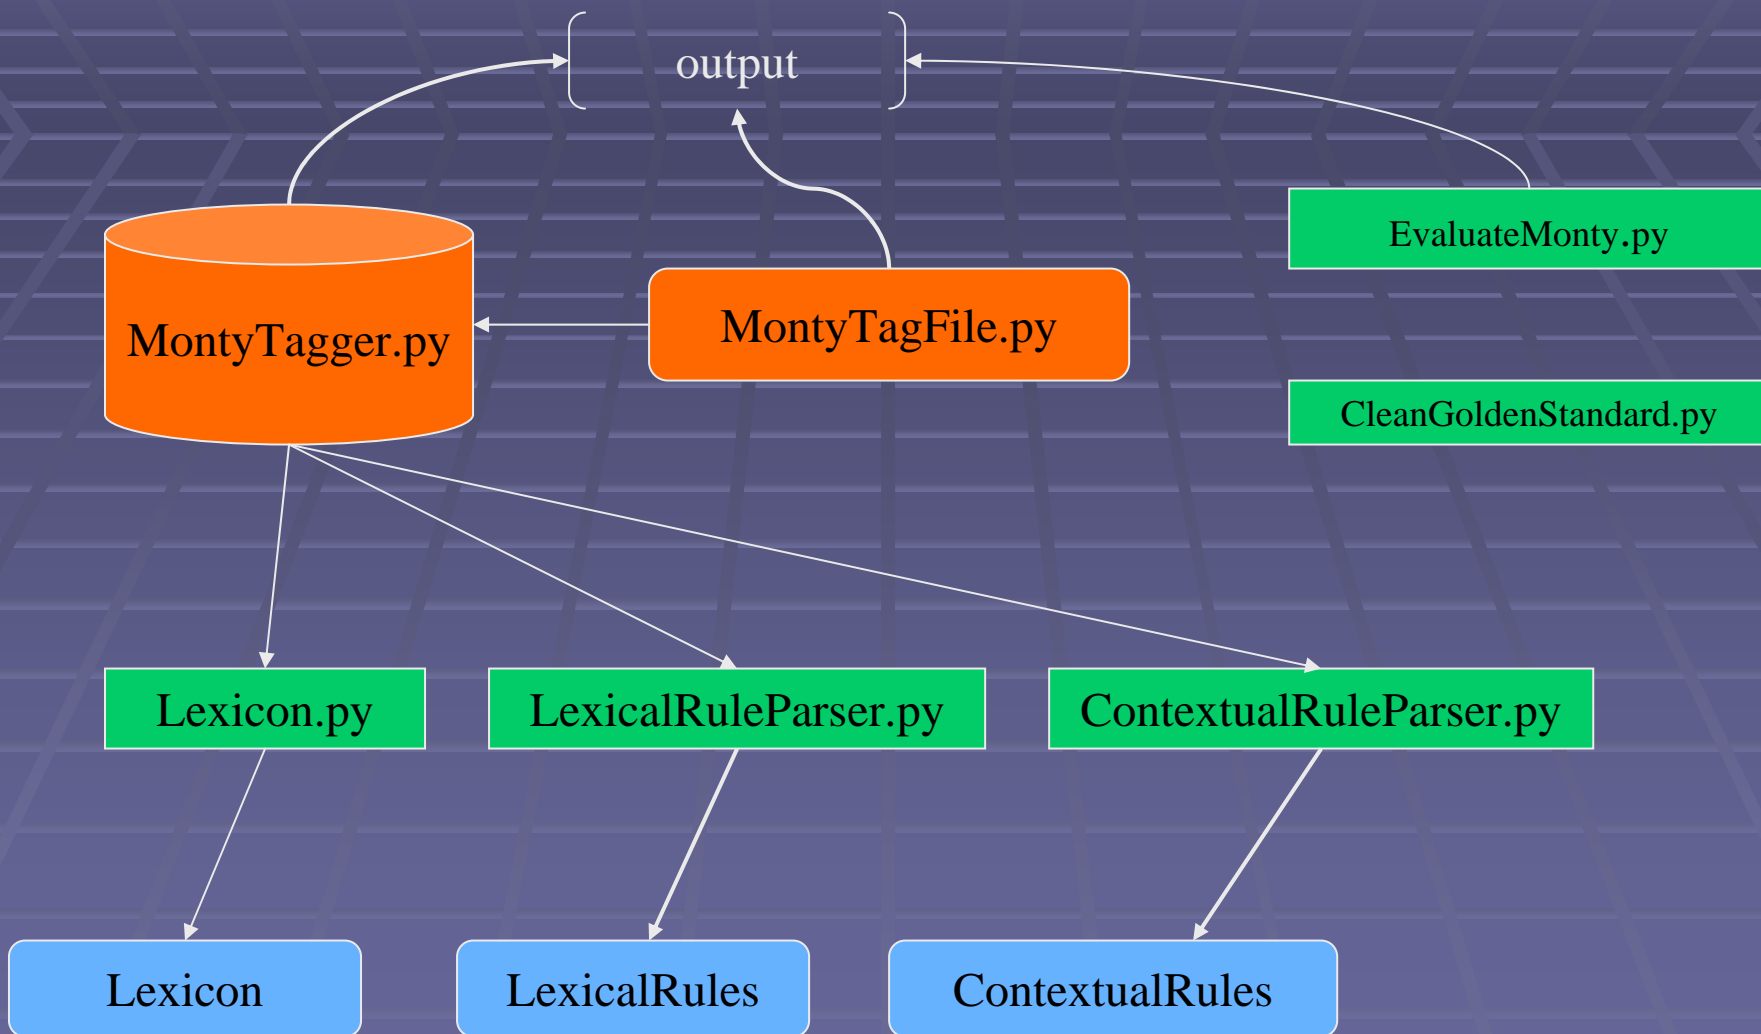 output
EvaluateMonty.py
MontyTagger.py
MontyTagFile.py
CleanGoldenStandard.py
Lexicon.py
LexicalRuleParser.py
ContextualRuleParser.py
Lexicon
LexicalRules
ContextualRules